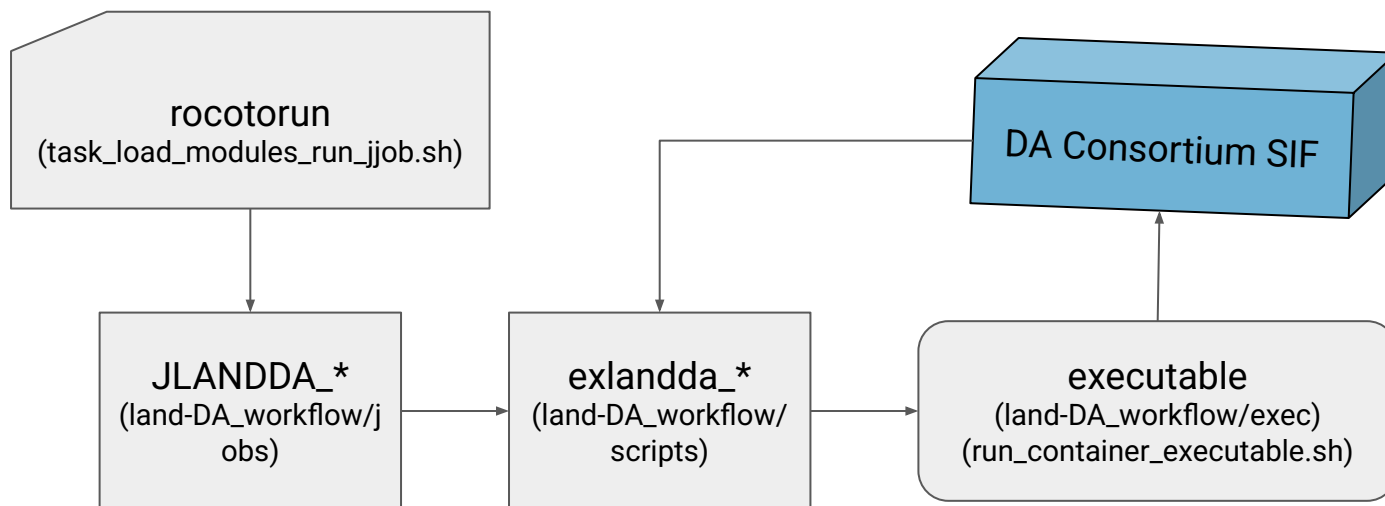 rocotorun
(task_load_modules_run_jjob.sh)
DA Consortium SIF
JLANDDA_*
(land-DA_workflow/j
obs)
exlandda_*
(land-DA_workflow/
scripts)
executable
(land-DA_workflow/exec)
(run_container_executable.sh)